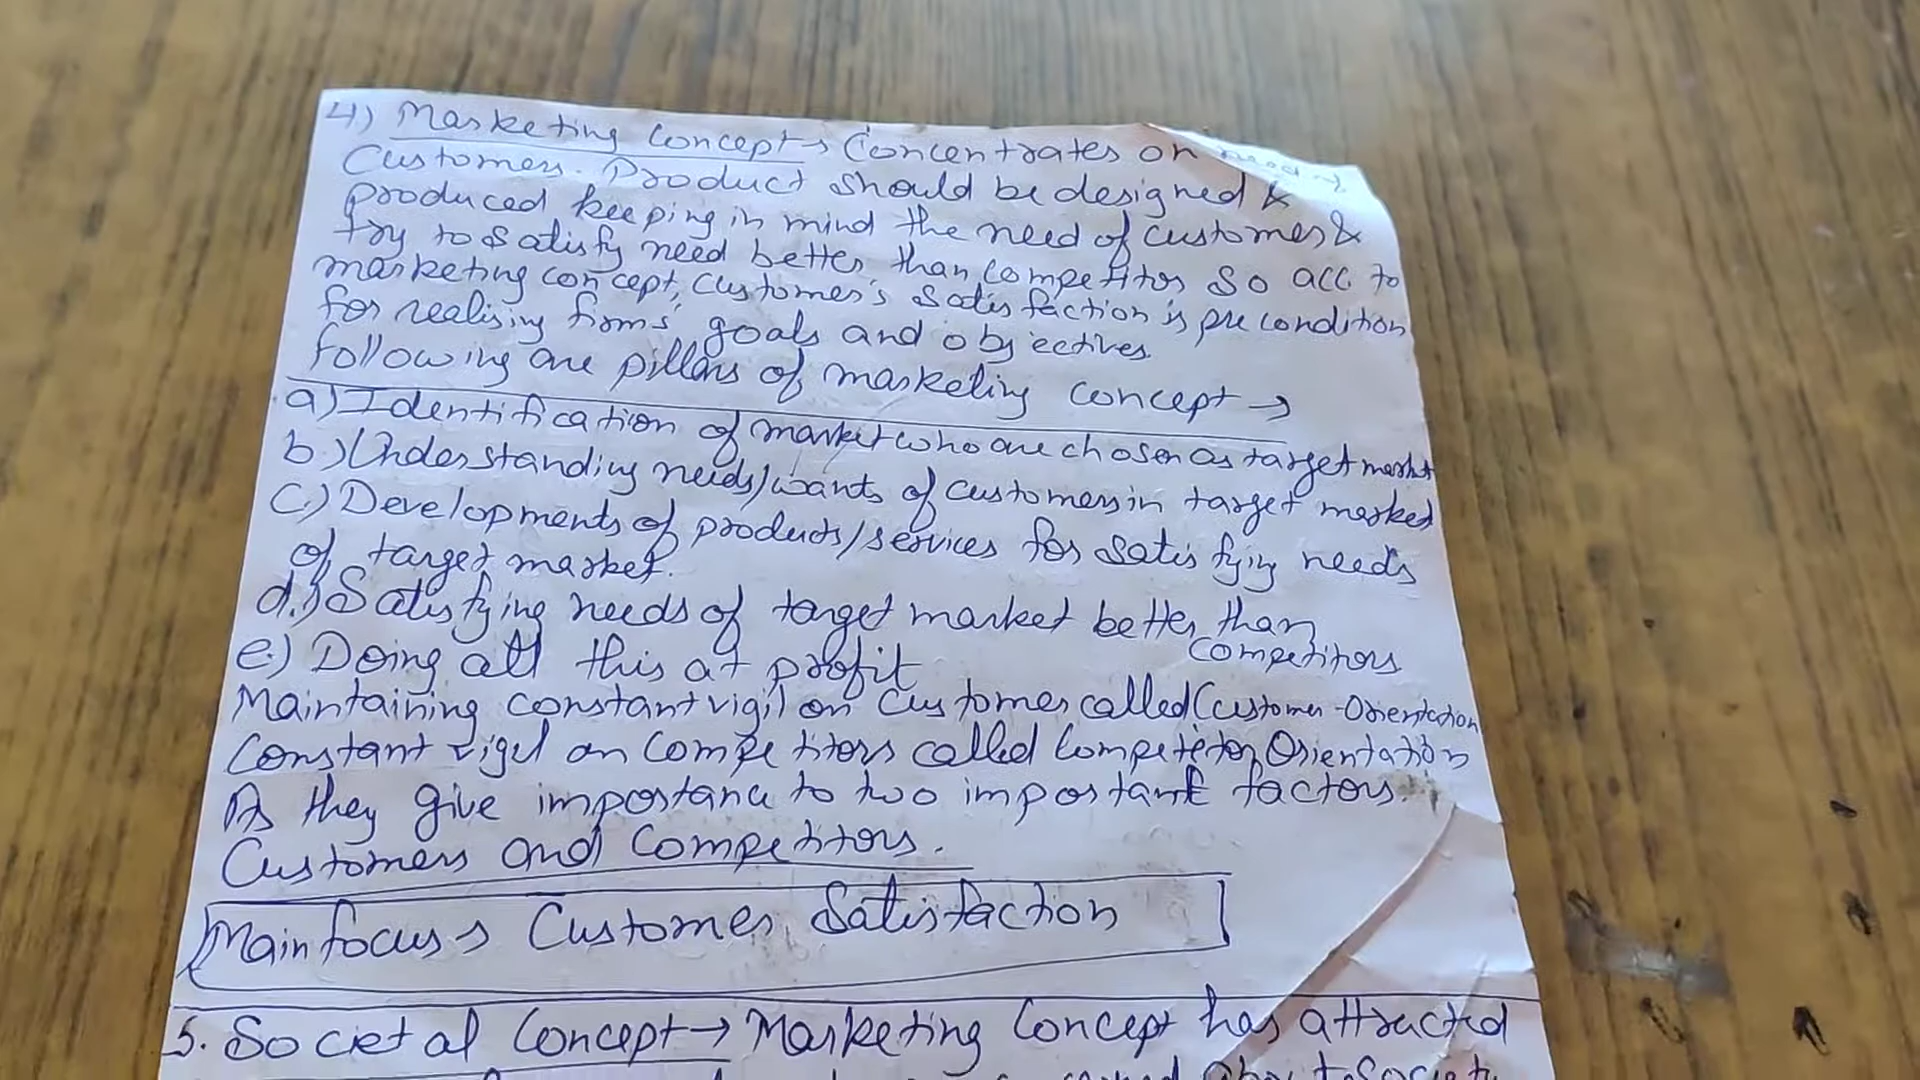 4) Marketing Concept → Concentrates on need of
Customers. Product should be designed &
produced keeping in mind the need of customers &
try to satisfy need better than competitors so acc. to
marketing concept, customer's satisfaction is pre condition
for realising firms' goals and objectives.
following are pillars of marketing concept →
a) Identification of market who are chosen as target market
b.) Understanding needs/wants of customers in target market
C.) Developments of products/services for satisfying needs
of target market.
d.) Satisfying needs of target market better than
competitors
e.) Doing all this at profit
Maintaining constant vigil on customer called Customer-Orientation
Constant vigil on competitors called Competitor Orientation
As they give importance to two important factors.
Customers and Competitors.
Main focus → Customer Satisfaction
5. Societal Concept → Marketing Concept has attracted
about society